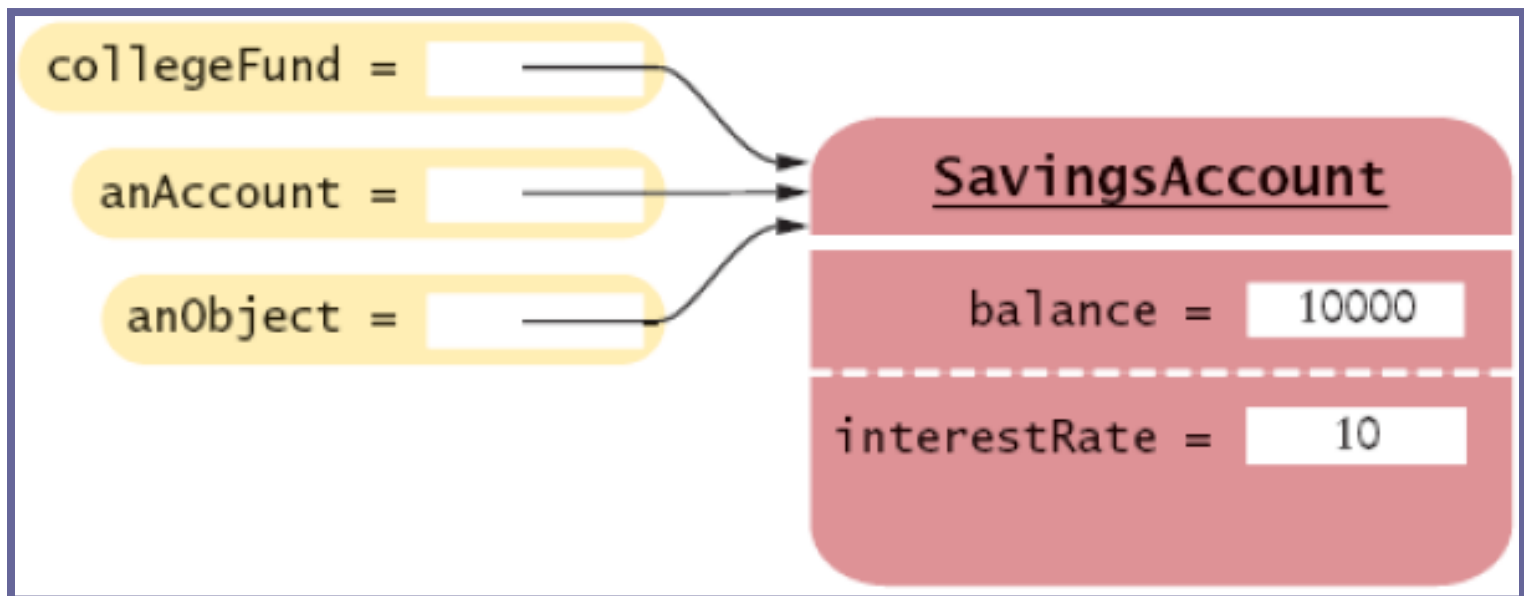 collegeFund =
anAccount =
anObject =
SavingsAccount
balance = 10000
interestRate = 10